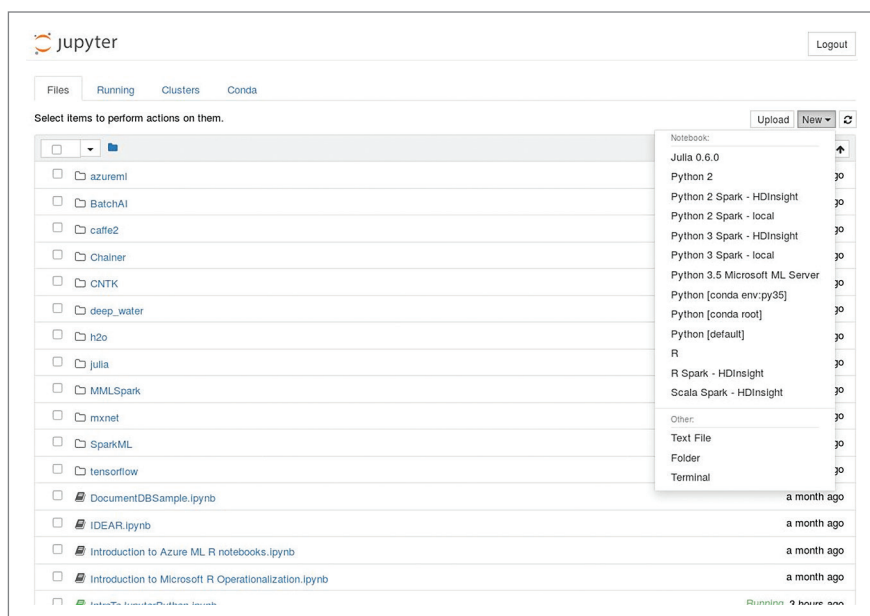 jupyter
Logout
Files Running Clusters Conda
Select items to perform actions on them.
Upload New
Notebook:
Julia 0.6.0
Python 2
Python 2 Spark - HDInsight
Python 2 Spark - local
Python 3 Spark - HDInsight
Python 3 Spark - local
Python 3.5 Microsoft ML Server
Python [conda env:py35]
Python [conda root]
Python [default]
R
R Spark - HDInsight
Scala Spark - HDInsight
Other:
Text File
Folder
Terminal
azureml
BatchAI
caffe2
Chainer
CNTK
deep_water
h2o
julia
MMLSpark
mxnet
SparkML
tensorflow
DocumentDBSample.ipynb a month ago
IDEAR.ipynb a month ago
Introduction to Azure ML R notebooks.ipynb a month ago
Introduction to Microsoft R Operationalization.ipynb a month ago
IntroToJupyterPython.ipynb Running 3 hours ago